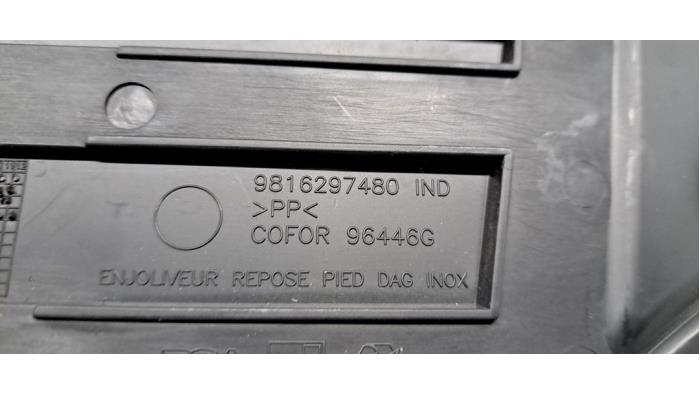 9816297480 IND
>PP<
COFOR 96446G
ENJOLIVEUR REPOSE PIED DAG INOX